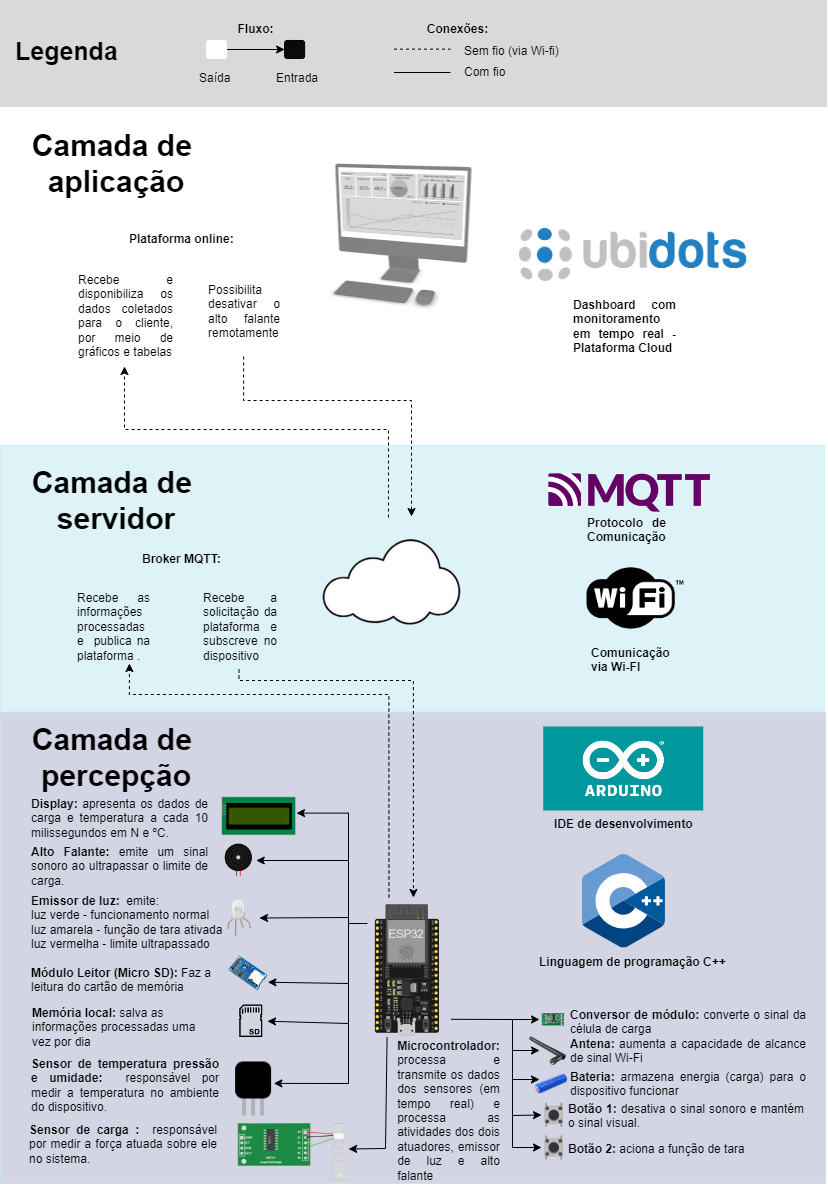 Legenda
Fluxo:
Saída
Entrada
Conexões:
Sem fio (via Wi-fi)
Com fio
Camada de
aplicação
Plataforma online:
Recebe e
disponibiliza os
dados coletados
para o cliente,
por meio de
gráficos e tabelas
Possibilita
desativar o
alto falante
remotamente
ubidots
Dashboard com
monitoramento
em tempo real -
Plataforma Cloud
Camada de
servidor
Broker MQTT:
Recebe as
informações
processadas
e publica na
plataforma .
Recebe a
solicitação da
plataforma e
subscreve no
dispositivo
MQTT
Protocolo de
Comunicação
Wi Fi TM
Comunicação
via Wi-FI
Camada de
percepção
Display: apresenta os dados de
carga e temperatura a cada 10
milissegundos em N e ºC.
Alto Falante: emite um sinal
sonoro ao ultrapassar o limite de
carga.
Emissor de luz: emite:
luz verde - funcionamento normal
luz amarela - função de tara ativada
luz vermelha - limite ultrapassado
Módulo Leitor (Micro SD): Faz a
leitura do cartão de memória
Memória local: salva as
informações processadas uma
vez por dia
SD
Sensor de temperatura pressão
e umidade: responsável por
medir a temperatura no ambiente
do dispositivo.
Sensor de carga : responsável
por medir a força atuada sobre ele
no sistema.
ESP32
Microcontrolador:
processa e
transmite os dados
dos sensores (em
tempo real) e
processa as
atividades dos dois
atuadores, emissor
de luz e alto
falante
ARDUINO
IDE de desenvolvimento
C++
Linguagem de programação C++
Conversor de módulo: converte o sinal da
célula de carga
Antena: aumenta a capacidade de alcance
de sinal Wi-Fi
Bateria: armazena energia (carga) para o
dispositivo funcionar
Botão 1: desativa o sinal sonoro e mantém
o sinal visual.
Botão 2: aciona a função de tara